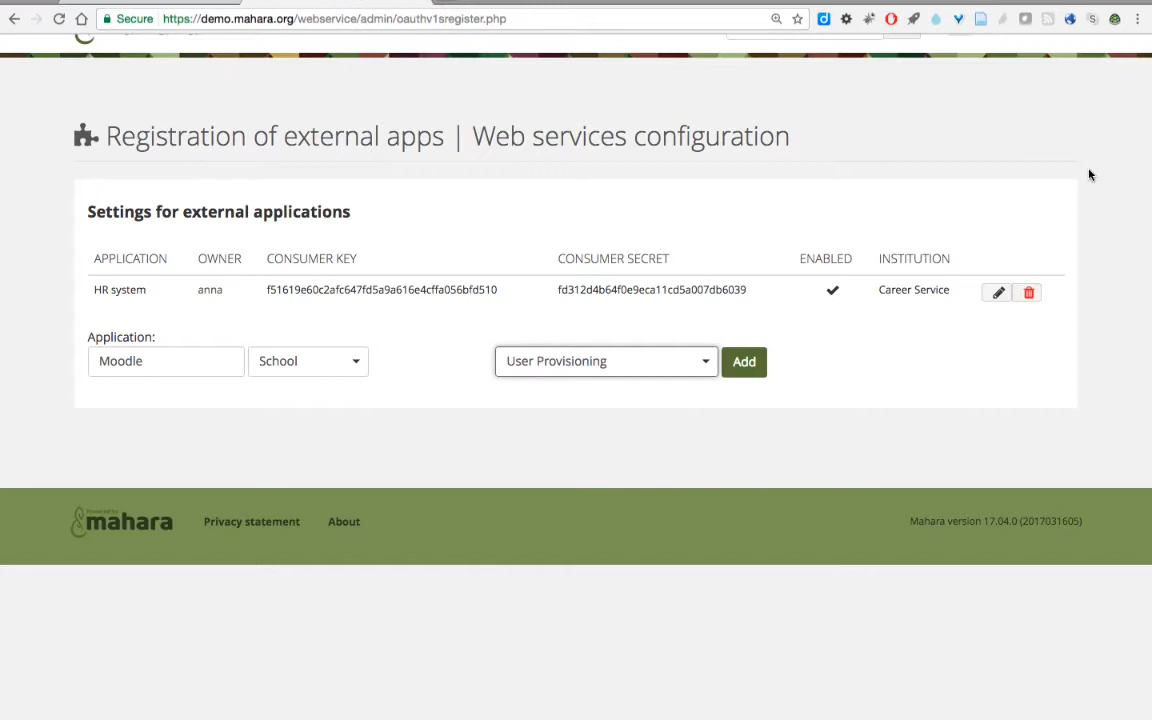 Secure https://demo.mahara.org/webservice/admin/oauthv1sregister.php
Registration of external apps | Web services configuration
Settings for external applications
APPLICATION OWNER CONSUMER KEY CONSUMER SECRET ENABLED INSTITUTION
HR system anna f51619e60c2afc647fd5a9a616e4cffa056bfd510 fd312d4b64f0e9eca11cd5a007db6039 Career Service
Application:
Moodle School User Provisioning Add
mahara Privacy statement About Mahara version 17.04.0 (2017031605)